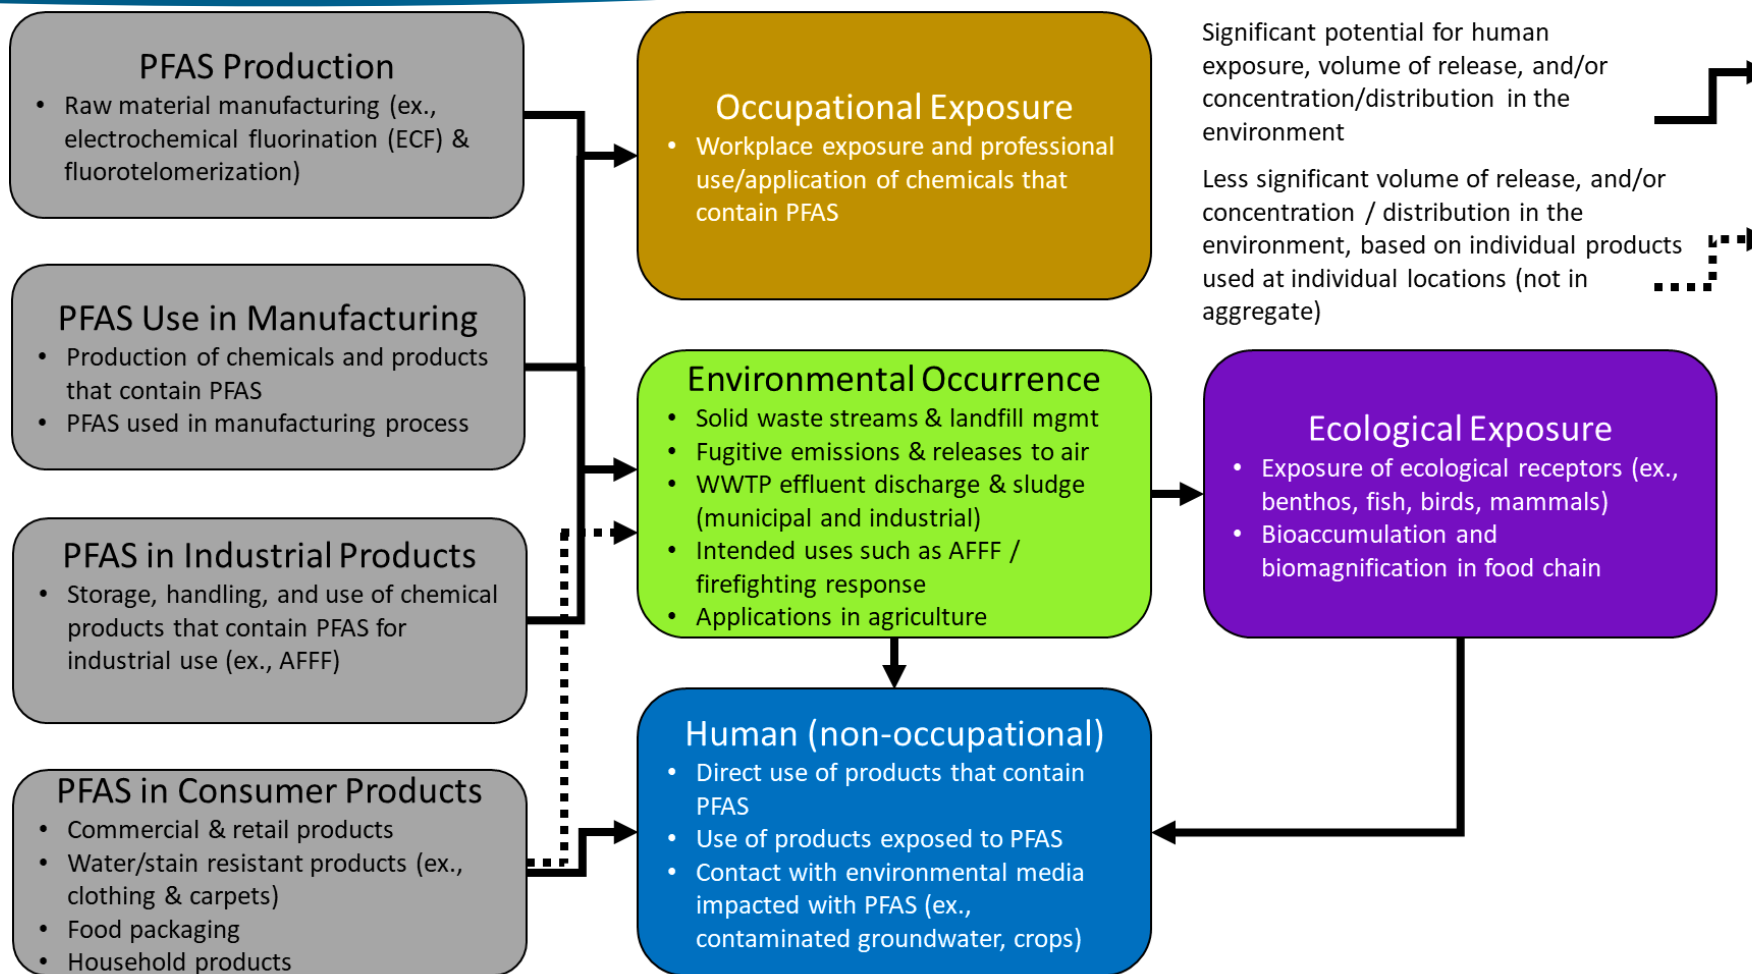 PFAS Production
• Raw material manufacturing (ex.,
electrochemical fluorination (ECF) &
fluorotelomerization)
PFAS Use in Manufacturing
• Production of chemicals and products
that contain PFAS
• PFAS used in manufacturing process
PFAS in Industrial Products
• Storage, handling, and use of chemical
products that contain PFAS for
industrial use (ex., AFFF)
PFAS in Consumer Products
• Commercial & retail products
• Water/stain resistant products (ex.,
clothing & carpets)
• Food packaging
• Household products
Occupational Exposure
• Workplace exposure and professional
use/application of chemicals that
contain PFAS
Environmental Occurrence
• Solid waste streams & landfill mgmt
• Fugitive emissions & releases to air
• WWTP effluent discharge & sludge
(municipal and industrial)
• Intended uses such as AFFF /
firefighting response
• Applications in agriculture
Human (non-occupational)
• Direct use of products that contain
PFAS
• Use of products exposed to PFAS
• Contact with environmental media
impacted with PFAS (ex.,
contaminated groundwater, crops)
Significant potential for human
exposure, volume of release, and/or
concentration/distribution in the
environment
Less significant volume of release, and/or
concentration / distribution in the
environment, based on individual products
used at individual locations (not in
aggregate)
Ecological Exposure
• Exposure of ecological receptors (ex.,
benthos, fish, birds, mammals)
• Bioaccumulation and
biomagnification in food chain